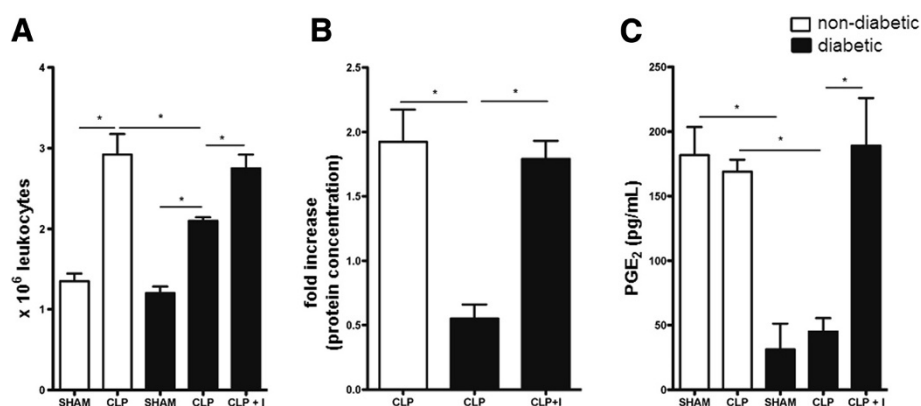 A
B
C
non-diabetic
diabetic
x 10⁶ leukocytes
4
3
2
1
0
*
*
*
*
SHAM CLP SHAM CLP CLP + I
fold increase
(protein concentration)
2.5
2.0
1.5
1.0
0.5
0.0
*
*
CLP CLP CLP+I
PGE₂ (pg/mL)
250
200
150
100
50
0
*
*
*
SHAM CLP SHAM CLP CLP + I